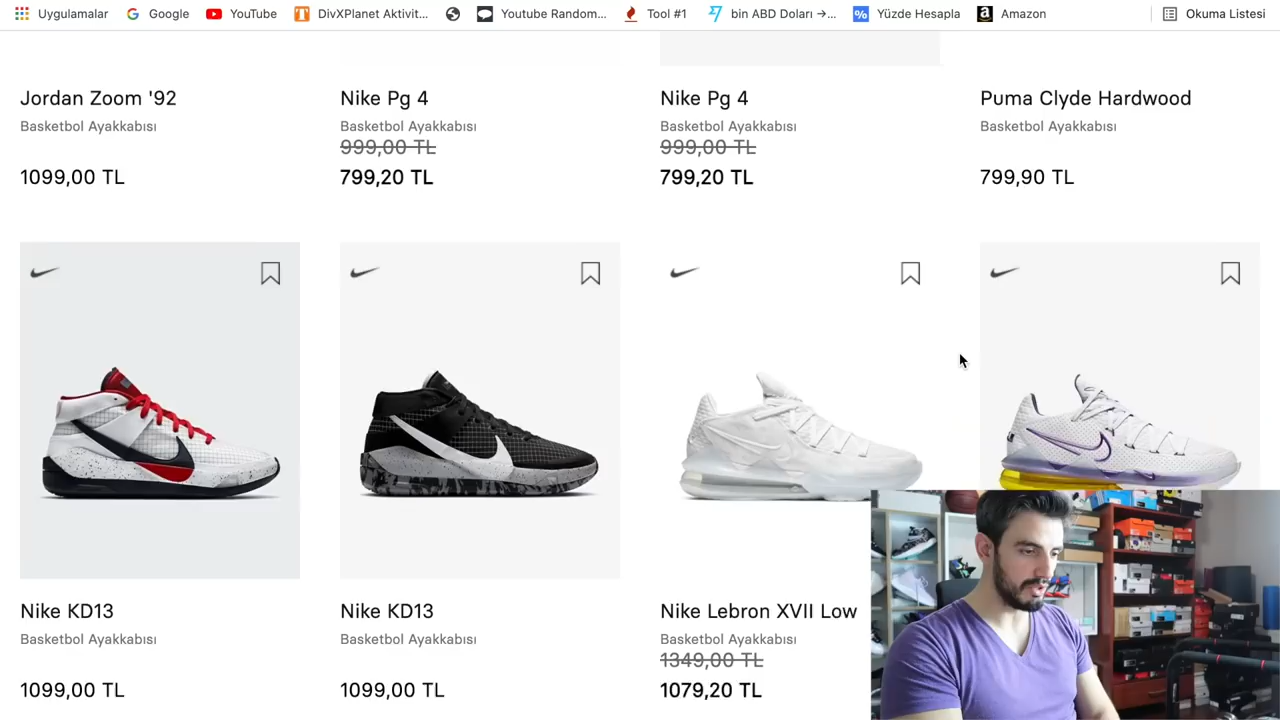 Uygulamalar
Google
YouTube
DivXPlanet Aktivit...
Youtube Random...
Tool #1
bin ABD Doları →...
% Yüzde Hesapla
a Amazon
Okuma Listesi
Jordan Zoom '92
Basketbol Ayakkabısı
1099,00 TL
Nike Pg 4
Basketbol Ayakkabısı
999,00 TL
799,20 TL
Nike Pg 4
Basketbol Ayakkabısı
999,00 TL
799,20 TL
Puma Clyde Hardwood
Basketbol Ayakkabısı
799,90 TL
Nike KD13
Basketbol Ayakkabısı
1099,00 TL
Nike KD13
Basketbol Ayakkabısı
1099,00 TL
Nike Lebron XVII Low
Basketbol Ayakkabısı
1349,00 TL
1079,20 TL